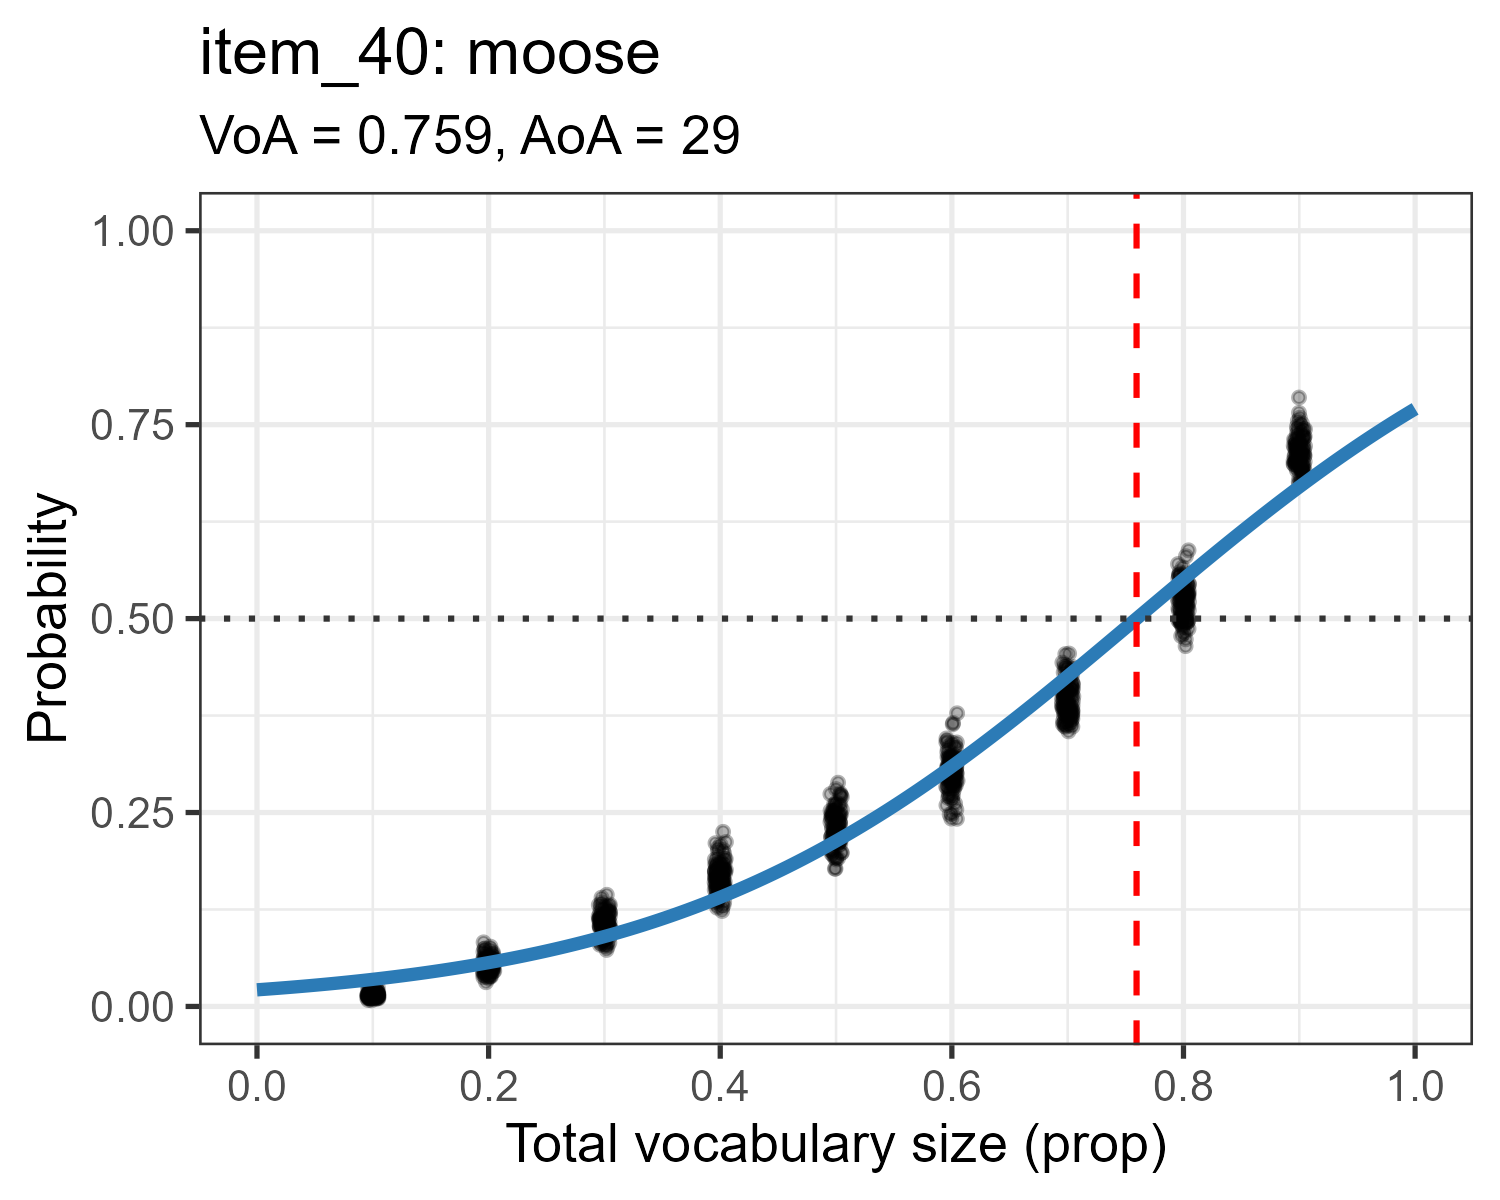 item_40: moose
VoA = 0.759, AoA = 29
1.00
0.75
0.50
0.25
0.00
Probability
0.0 0.2 0.4 0.6 0.8 1.0
Total vocabulary size (prop)